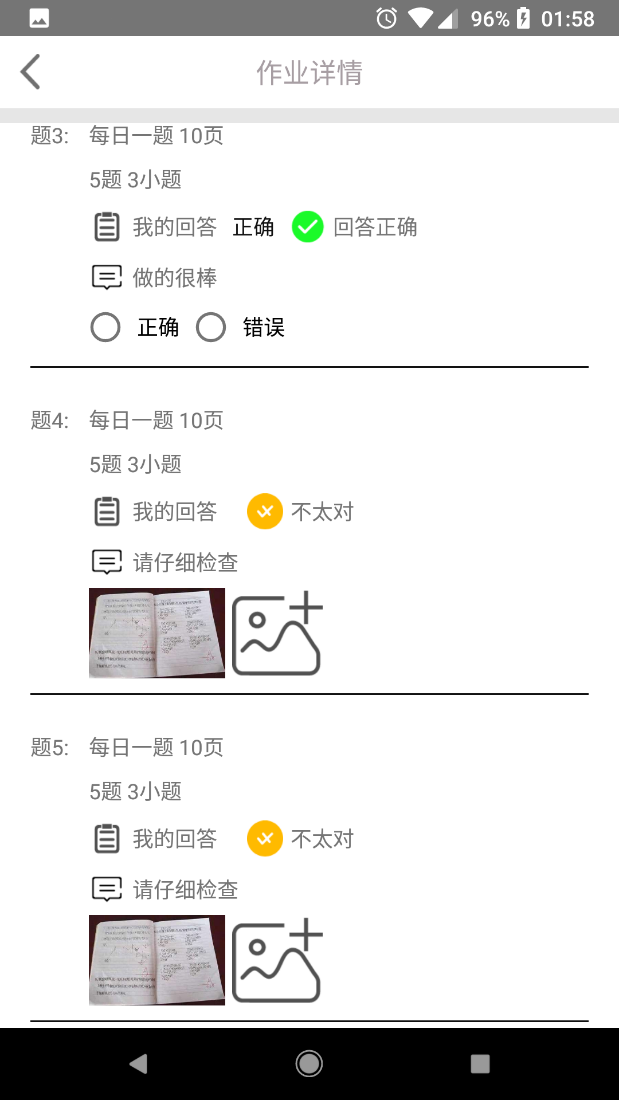 96% 01:58
作业详情
题3: 每日一题 10页
5题 3小题
我的回答 正确 回答正确
做的很棒
正确 错误
题4: 每日一题 10页
5题 3小题
我的回答 不太对
请仔细检查
题5: 每日一题 10页
5题 3小题
我的回答 不太对
请仔细检查